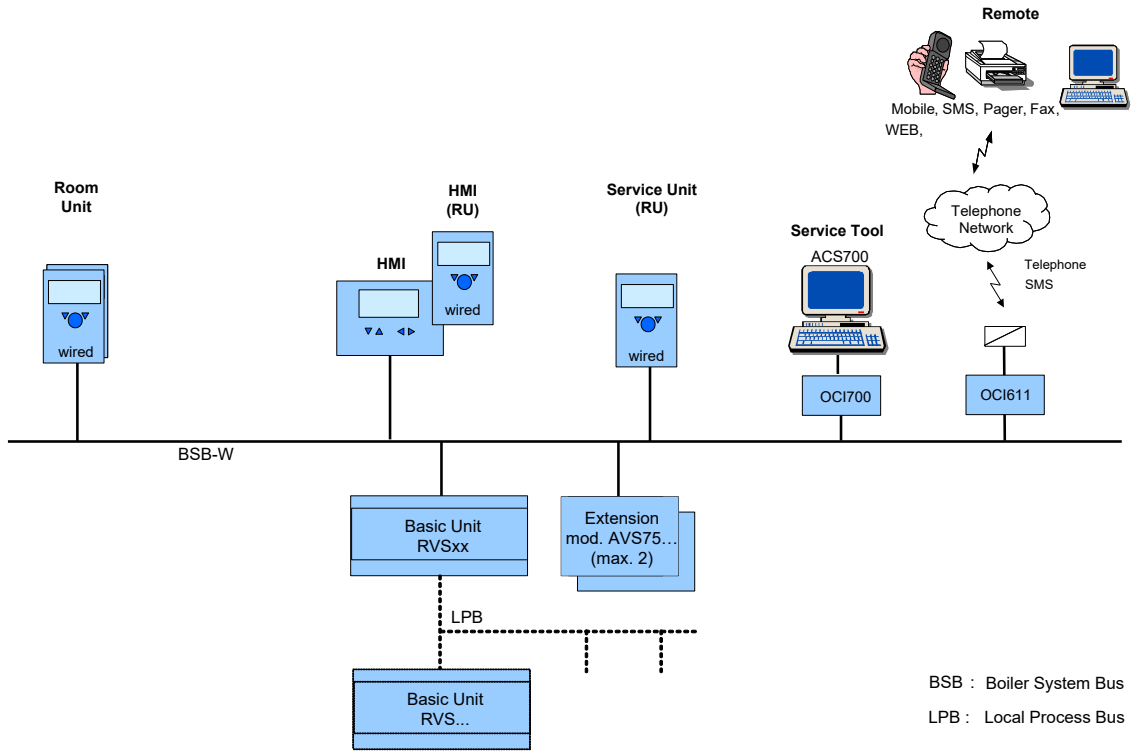 Remote
Mobile, SMS, Pager, Fax,
WEB,
Room
Unit
HMI
(RU)
Service Unit
(RU)
Telephone
Network
Service Tool
ACS700
HMI
Telephone
SMS
wired
wired
wired
OCI700
OCI611
BSB-W
Basic Unit
RVSxx
Extension
mod. AVS75…
(max. 2)
LPB
Basic Unit
RVS...
BSB : Boiler System Bus
LPB : Local Process Bus